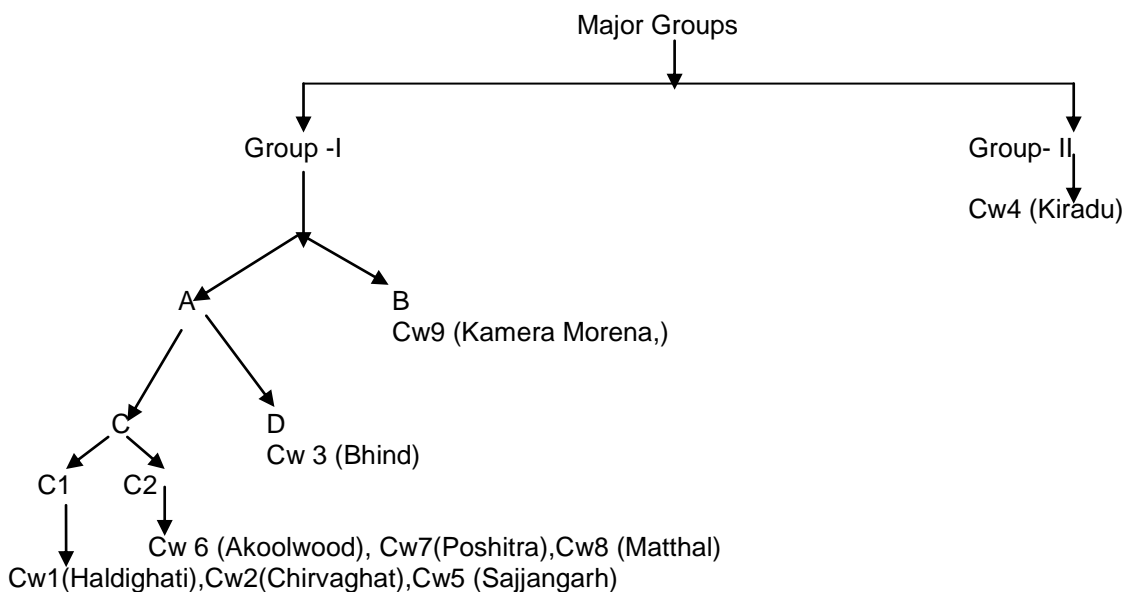 Major Groups
Group -I
Group- II
Cw4 (Kiradu)
A
B
Cw9 (Kamera Morena,)
C
D
Cw 3 (Bhind)
C1
C2
Cw 6 (Akoolwood), Cw7(Poshitra),Cw8 (Matthal)
Cw1(Haldighati),Cw2(Chirvaghat),Cw5 (Sajjangarh)